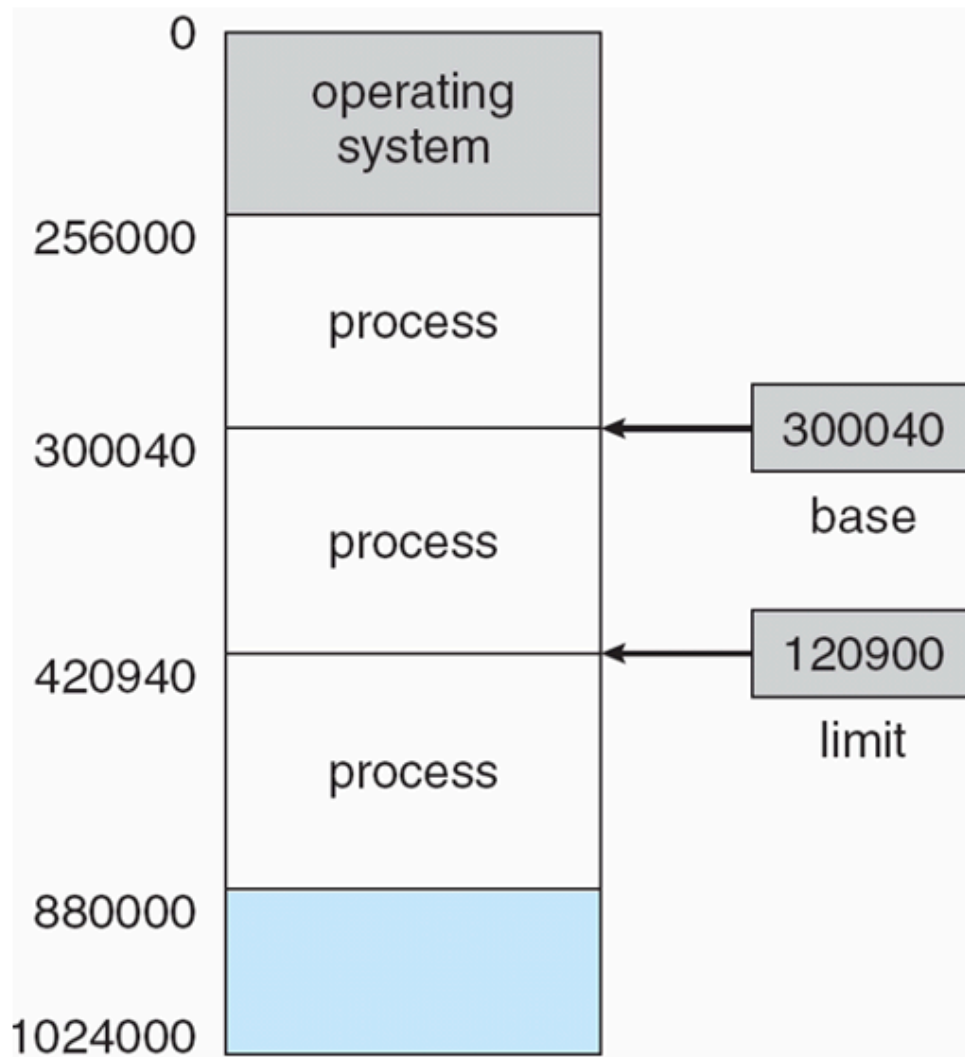 0
operating
system
256000
process
300040
300040
base
process
120900
420940
limit
process
880000
1024000